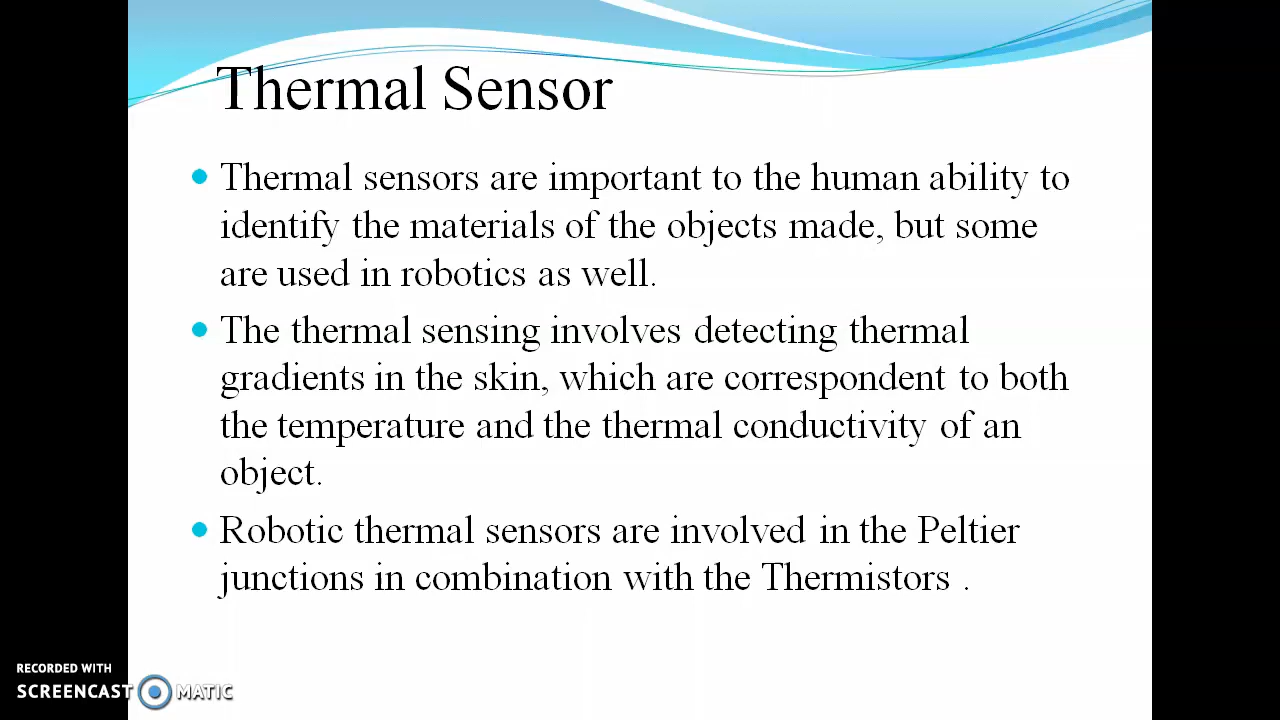 Thermal Sensor
Thermal sensors are important to the human ability to
identify the materials of the objects made, but some
are used in robotics as well.
The thermal sensing involves detecting thermal
gradients in the skin, which are correspondent to both
the temperature and the thermal conductivity of an
object.
Robotic thermal sensors are involved in the Peltier
junctions in combination with the Thermistors .
RECORDED WITH
SCREENCAST MATIC